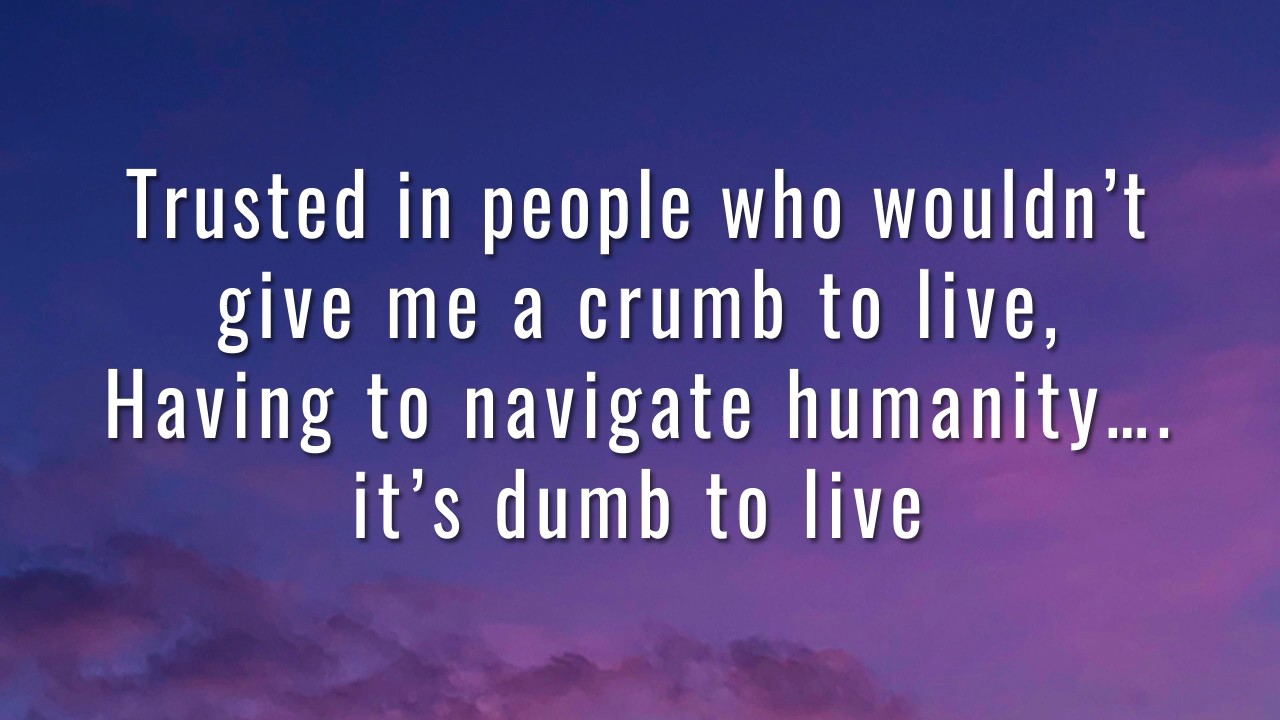 Trusted in people who wouldn’t
give me a crumb to live,
Having to navigate humanity….
it’s dumb to live